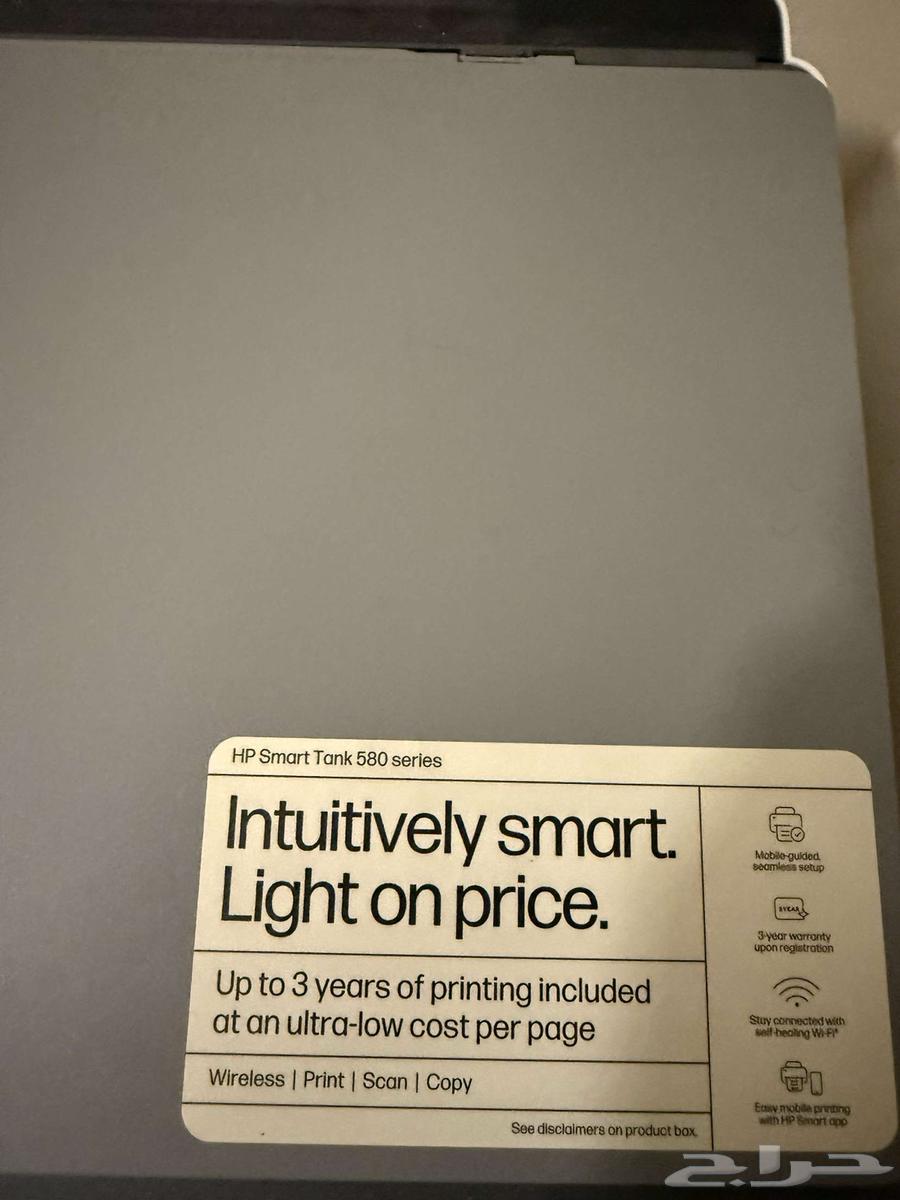 HP Smart Tank 580 series
Intuitively smart.
Light on price.
Up to 3 years of printing included
at an ultra-low cost per page
Wireless | Print | Scan | Copy
See disclaimers on product box.
Mobile-guided,
seamless setup
3 YEAR
3-year warranty
upon registration
Stay connected with
self-healing Wi-Fi®
Easy mobile printing
with HP Smart app
حراج